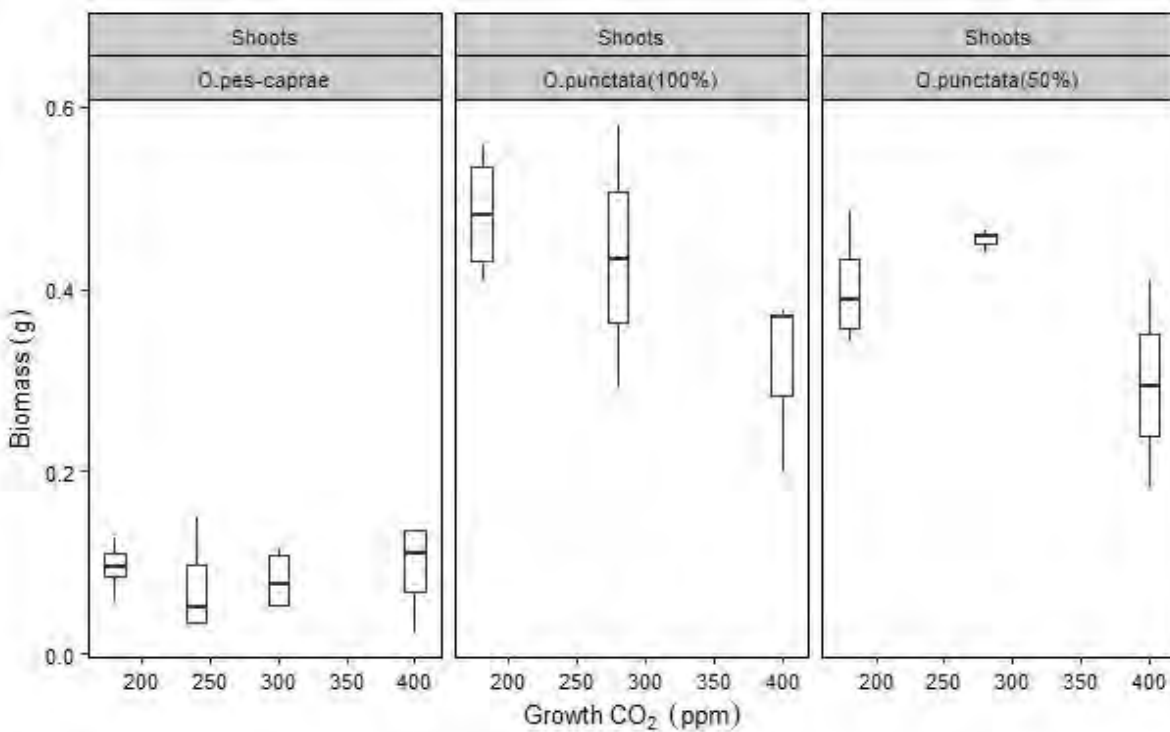 Shoots Shoots Shoots
O.pes-caprae O.punctata(100%) O.punctata(50%)
0.6
0.4
0.2
0.0
Biomass (g)
200 250 300 350 400 200 250 300 350 400 200 250 300 350 400
Growth CO₂ (ppm)